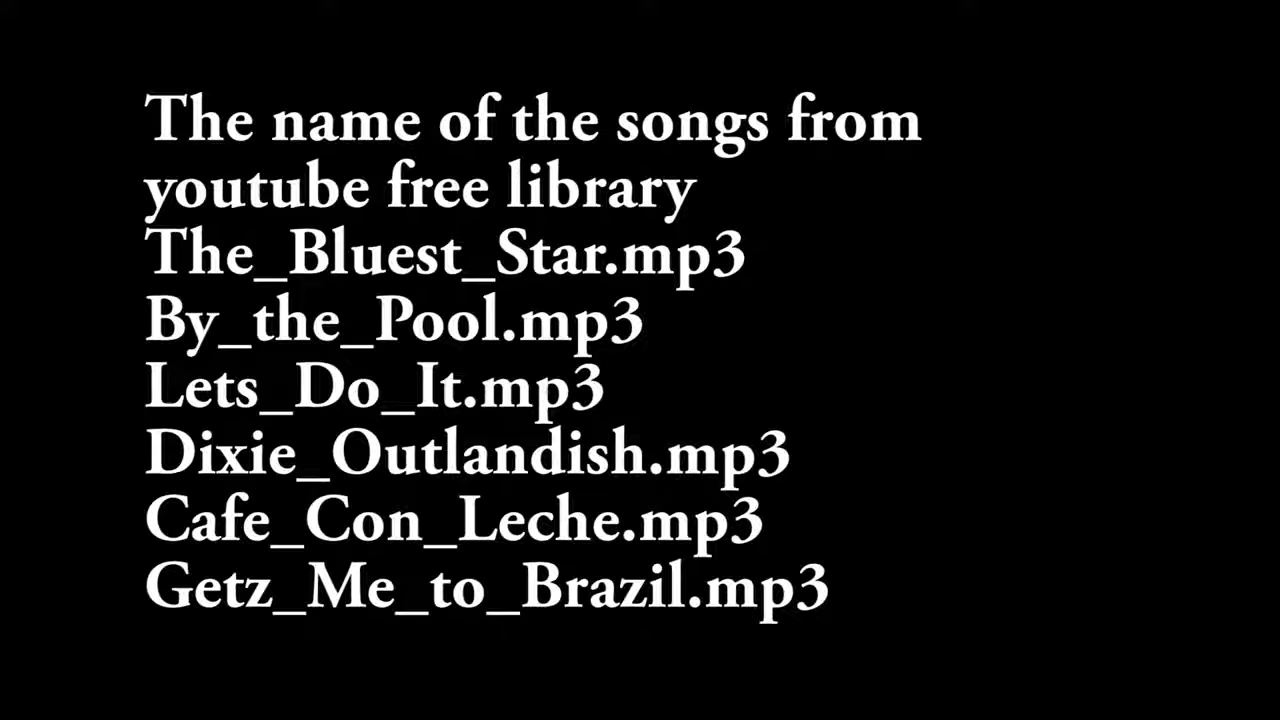 The name of the songs from
youtube free library
The_Bluest_Star.mp3
By_the_Pool.mp3
Lets_Do_It.mp3
Dixie_Outlandish.mp3
Cafe_Con_Leche.mp3
Getz_Me_to_Brazil.mp3